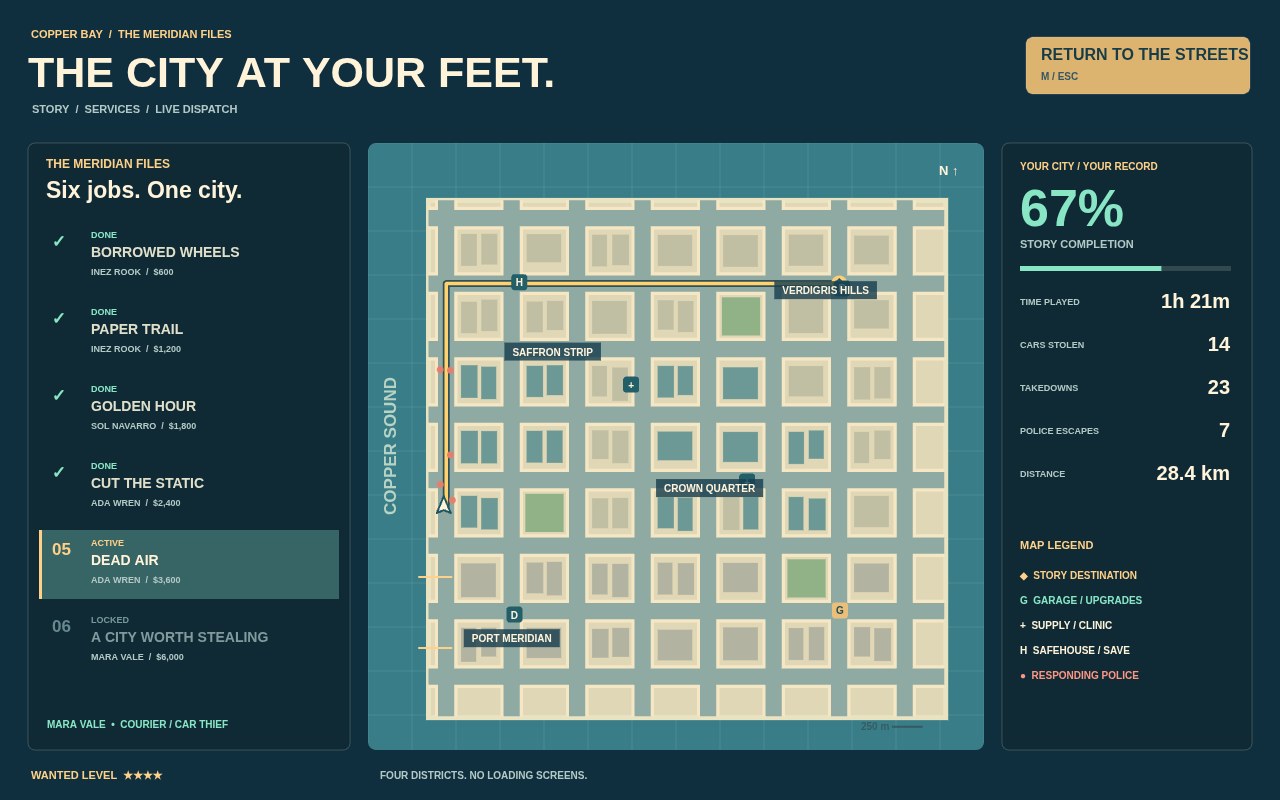 COPPER BAY / THE MERIDIAN FILES
THE CITY AT YOUR FEET.
STORY / SERVICES / LIVE DISPATCH
RETURN TO THE STREETS
M / ESC
THE MERIDIAN FILES
Six jobs. One city.
✓ DONE
BORROWED WHEELS
INEZ ROOK / $600
✓ DONE
PAPER TRAIL
INEZ ROOK / $1,200
✓ DONE
GOLDEN HOUR
SOL NAVARRO / $1,800
✓ DONE
CUT THE STATIC
ADA WREN / $2,400
05 ACTIVE
DEAD AIR
ADA WREN / $3,600
06 LOCKED
A CITY WORTH STEALING
MARA VALE / $6,000
MARA VALE • COURIER / CAR THIEF
N ↑
H
VERDIGRIS HILLS
SAFFRON STRIP
+
COPPER SOUND
CROWN QUARTER
D
G
PORT MERIDIAN
250 m
YOUR CITY / YOUR RECORD
67%
STORY COMPLETION
TIME PLAYED 1h 21m
CARS STOLEN 14
TAKEDOWNS 23
POLICE ESCAPES 7
DISTANCE 28.4 km
MAP LEGEND
◆ STORY DESTINATION
G GARAGE / UPGRADES
+ SUPPLY / CLINIC
H SAFEHOUSE / SAVE
● RESPONDING POLICE
WANTED LEVEL ★★★★
FOUR DISTRICTS. NO LOADING SCREENS.